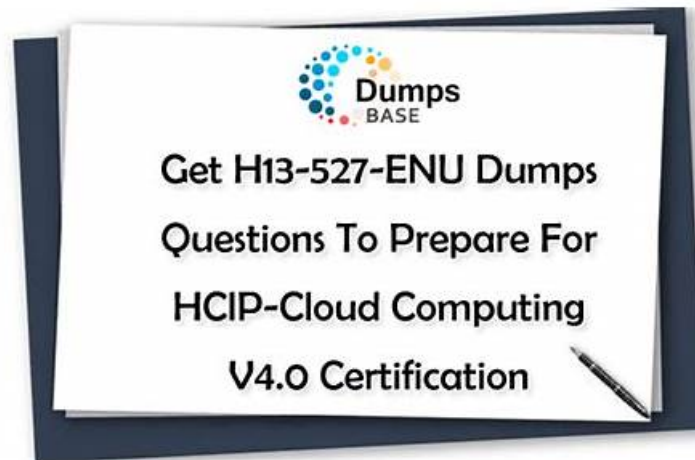 Dumps
BASE
Get H13-527-ENU Dumps
Questions To Prepare For
HCIP-Cloud Computing
V4.0 Certification